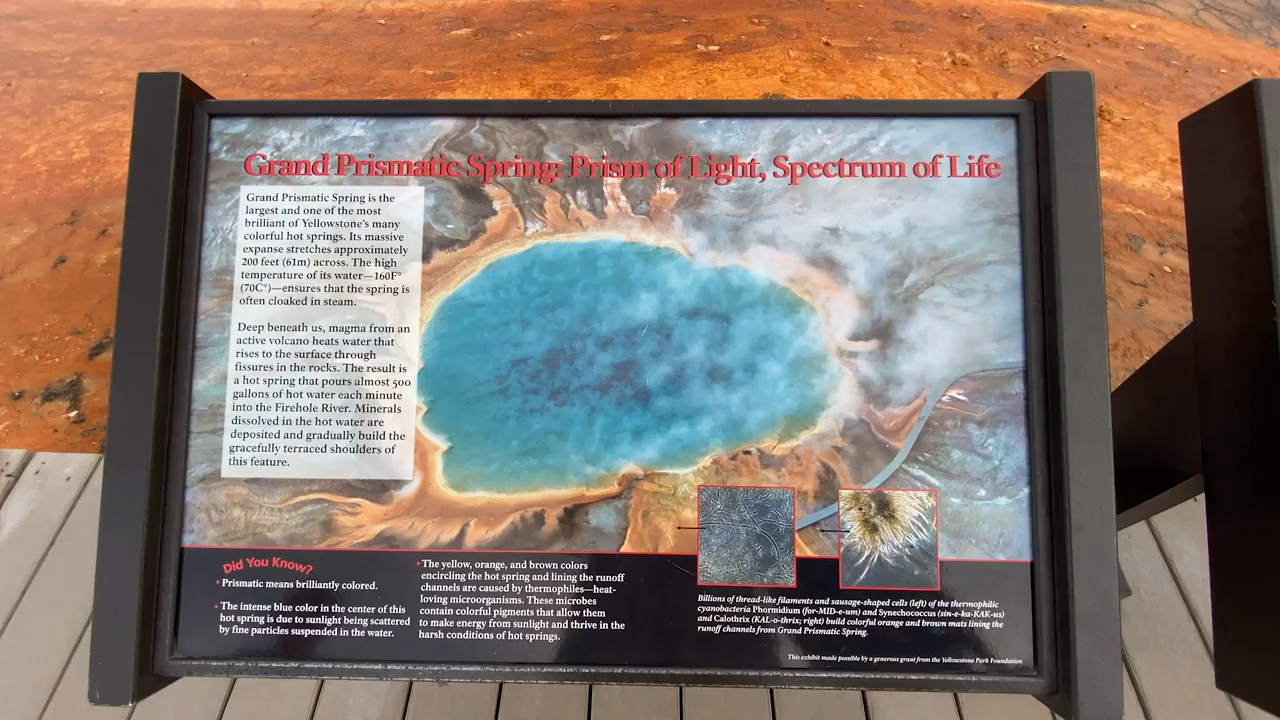 Grand Prismatic Spring: Prism of Light, Spectrum of Life
Grand Prismatic Spring is the
largest and one of the most
brilliant of Yellowstone's many
colorful hot springs. Its massive
expanse stretches approximately
200 feet (61m) across. The high
temperature of its water—160F°
(70C°)—ensures that the spring is
often cloaked in steam.
Deep beneath us, magma from an
active volcano heats water that
rises to the surface through
fissures in the rocks. The result is
a hot spring that pours almost 500
gallons of hot water each minute
into the Firehole River. Minerals
dissolved in the hot water are
deposited and gradually build the
gracefully terraced shoulders of
this feature.
Did You Know?
• Prismatic means brilliantly colored.
• The intense blue color in the center of this
hot spring is due to sunlight being scattered
by fine particles suspended in the water.
• The yellow, orange, and brown colors
encircling the hot spring and lining the runoff
channels are caused by thermophiles—heat-
loving microorganisms. These microbes
contain colorful pigments that allow them
to make energy from sunlight and thrive in the
harsh conditions of hot springs.
Billions of thread-like filaments and sausage-shaped cells (left) of the thermophilic
cyanobacteria Phormidium (for-MID-e-um) and Synechococcus (sin-e-ko-KAK-us)
and Calothrix (KAL-o-thrix; right) build colorful orange and brown mats lining the
runoff channels from Grand Prismatic Spring.
This exhibit made possible by a generous grant from the Yellowstone Park Foundation